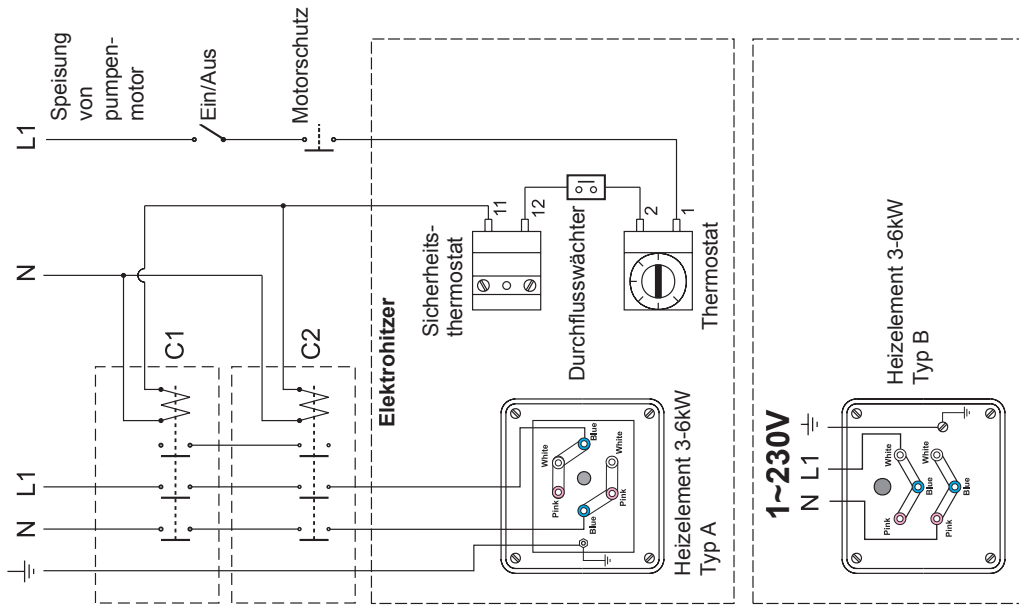 L1
Speisung
von
pumpen-
motor
Ein/Aus
Motorschutz
N
L1
N
C1
C2
Elektrohitzer
Sicherheits-
thermostat
11
12
Durchflusswächter
2
1
Thermostat
White
Blue
Pink
White
Blue
Pink
Heizelement 3-6kW
Typ A
1~230V
N L1
White
Pink
Blue
White
Pink
Blue
Heizelement 3-6kW
Typ B